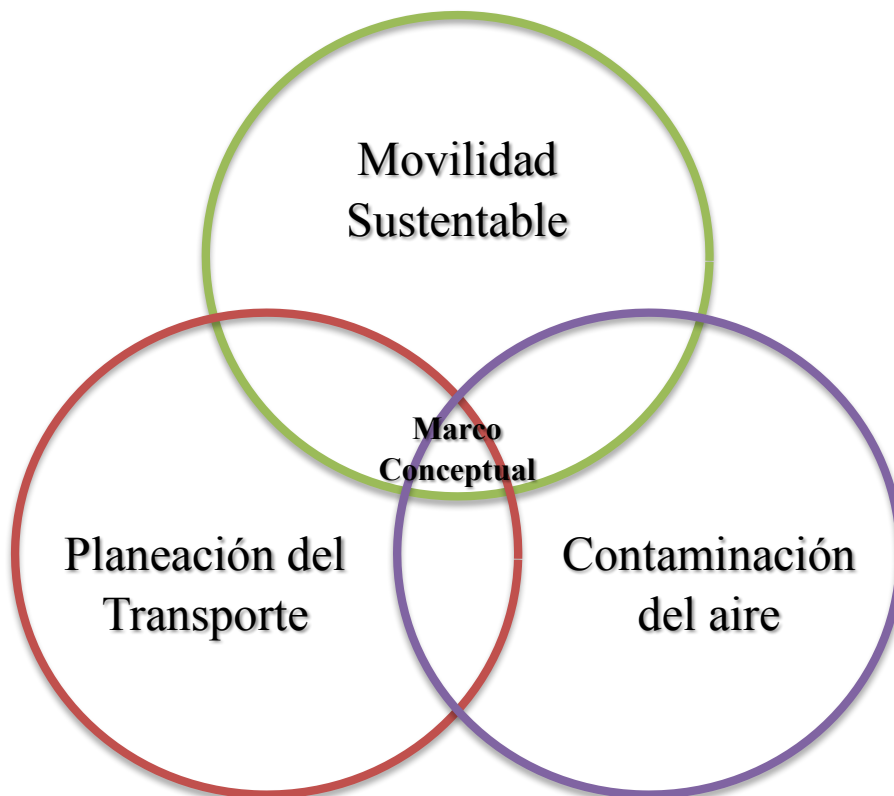 Movilidad
Sustentable
Marco
Conceptual
Planeación del
Transporte
Contaminación
del aire